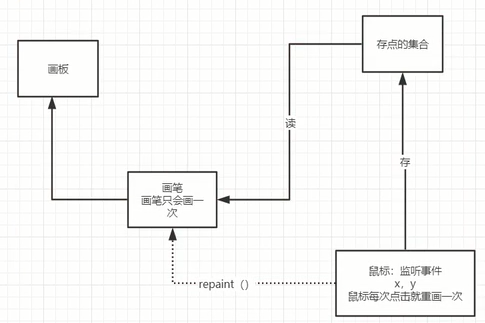 画板
存点的集合
读
存
画笔
画笔只会画一
次
repaint（）
鼠标：监听事件
x，y
鼠标每次点击就重画一次